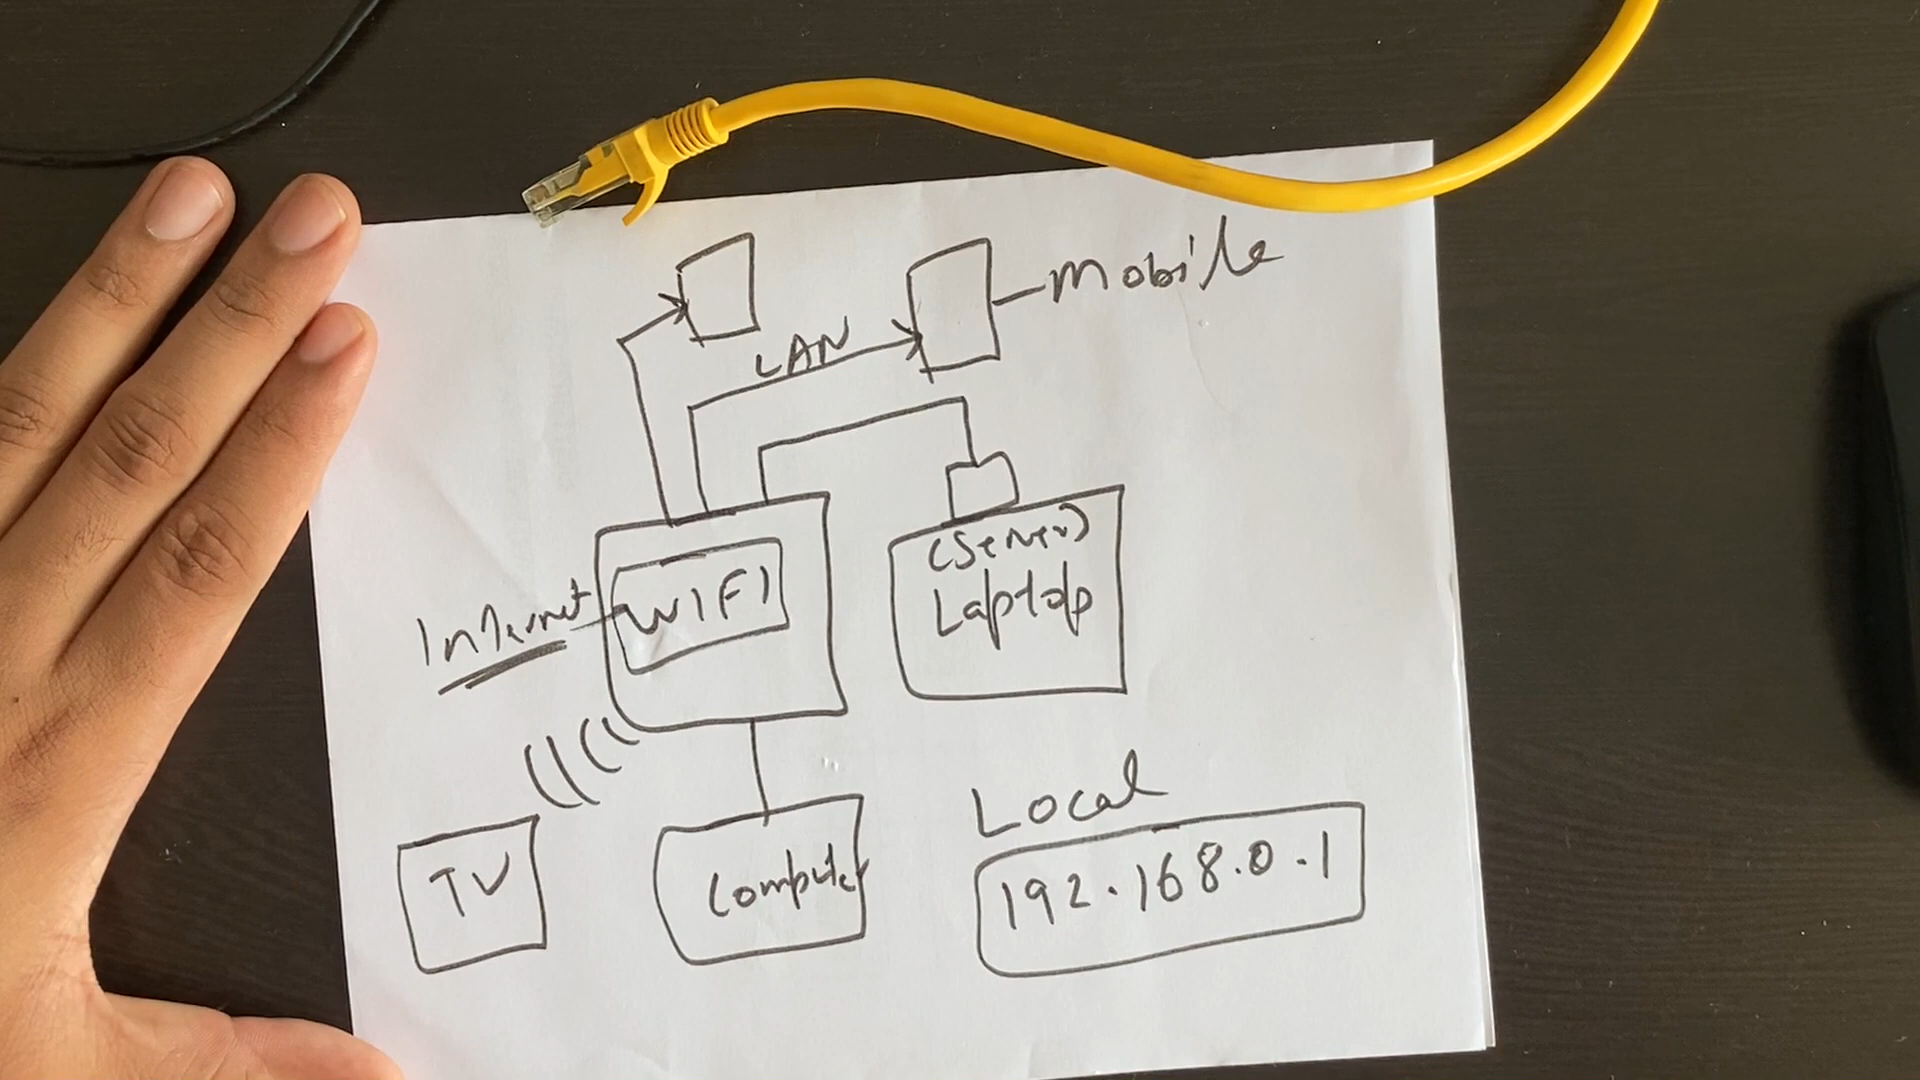 Mobile
LAN
(Server)
Laptop
Internet
WIFI
TV
Computer
Local
192.168.0.1